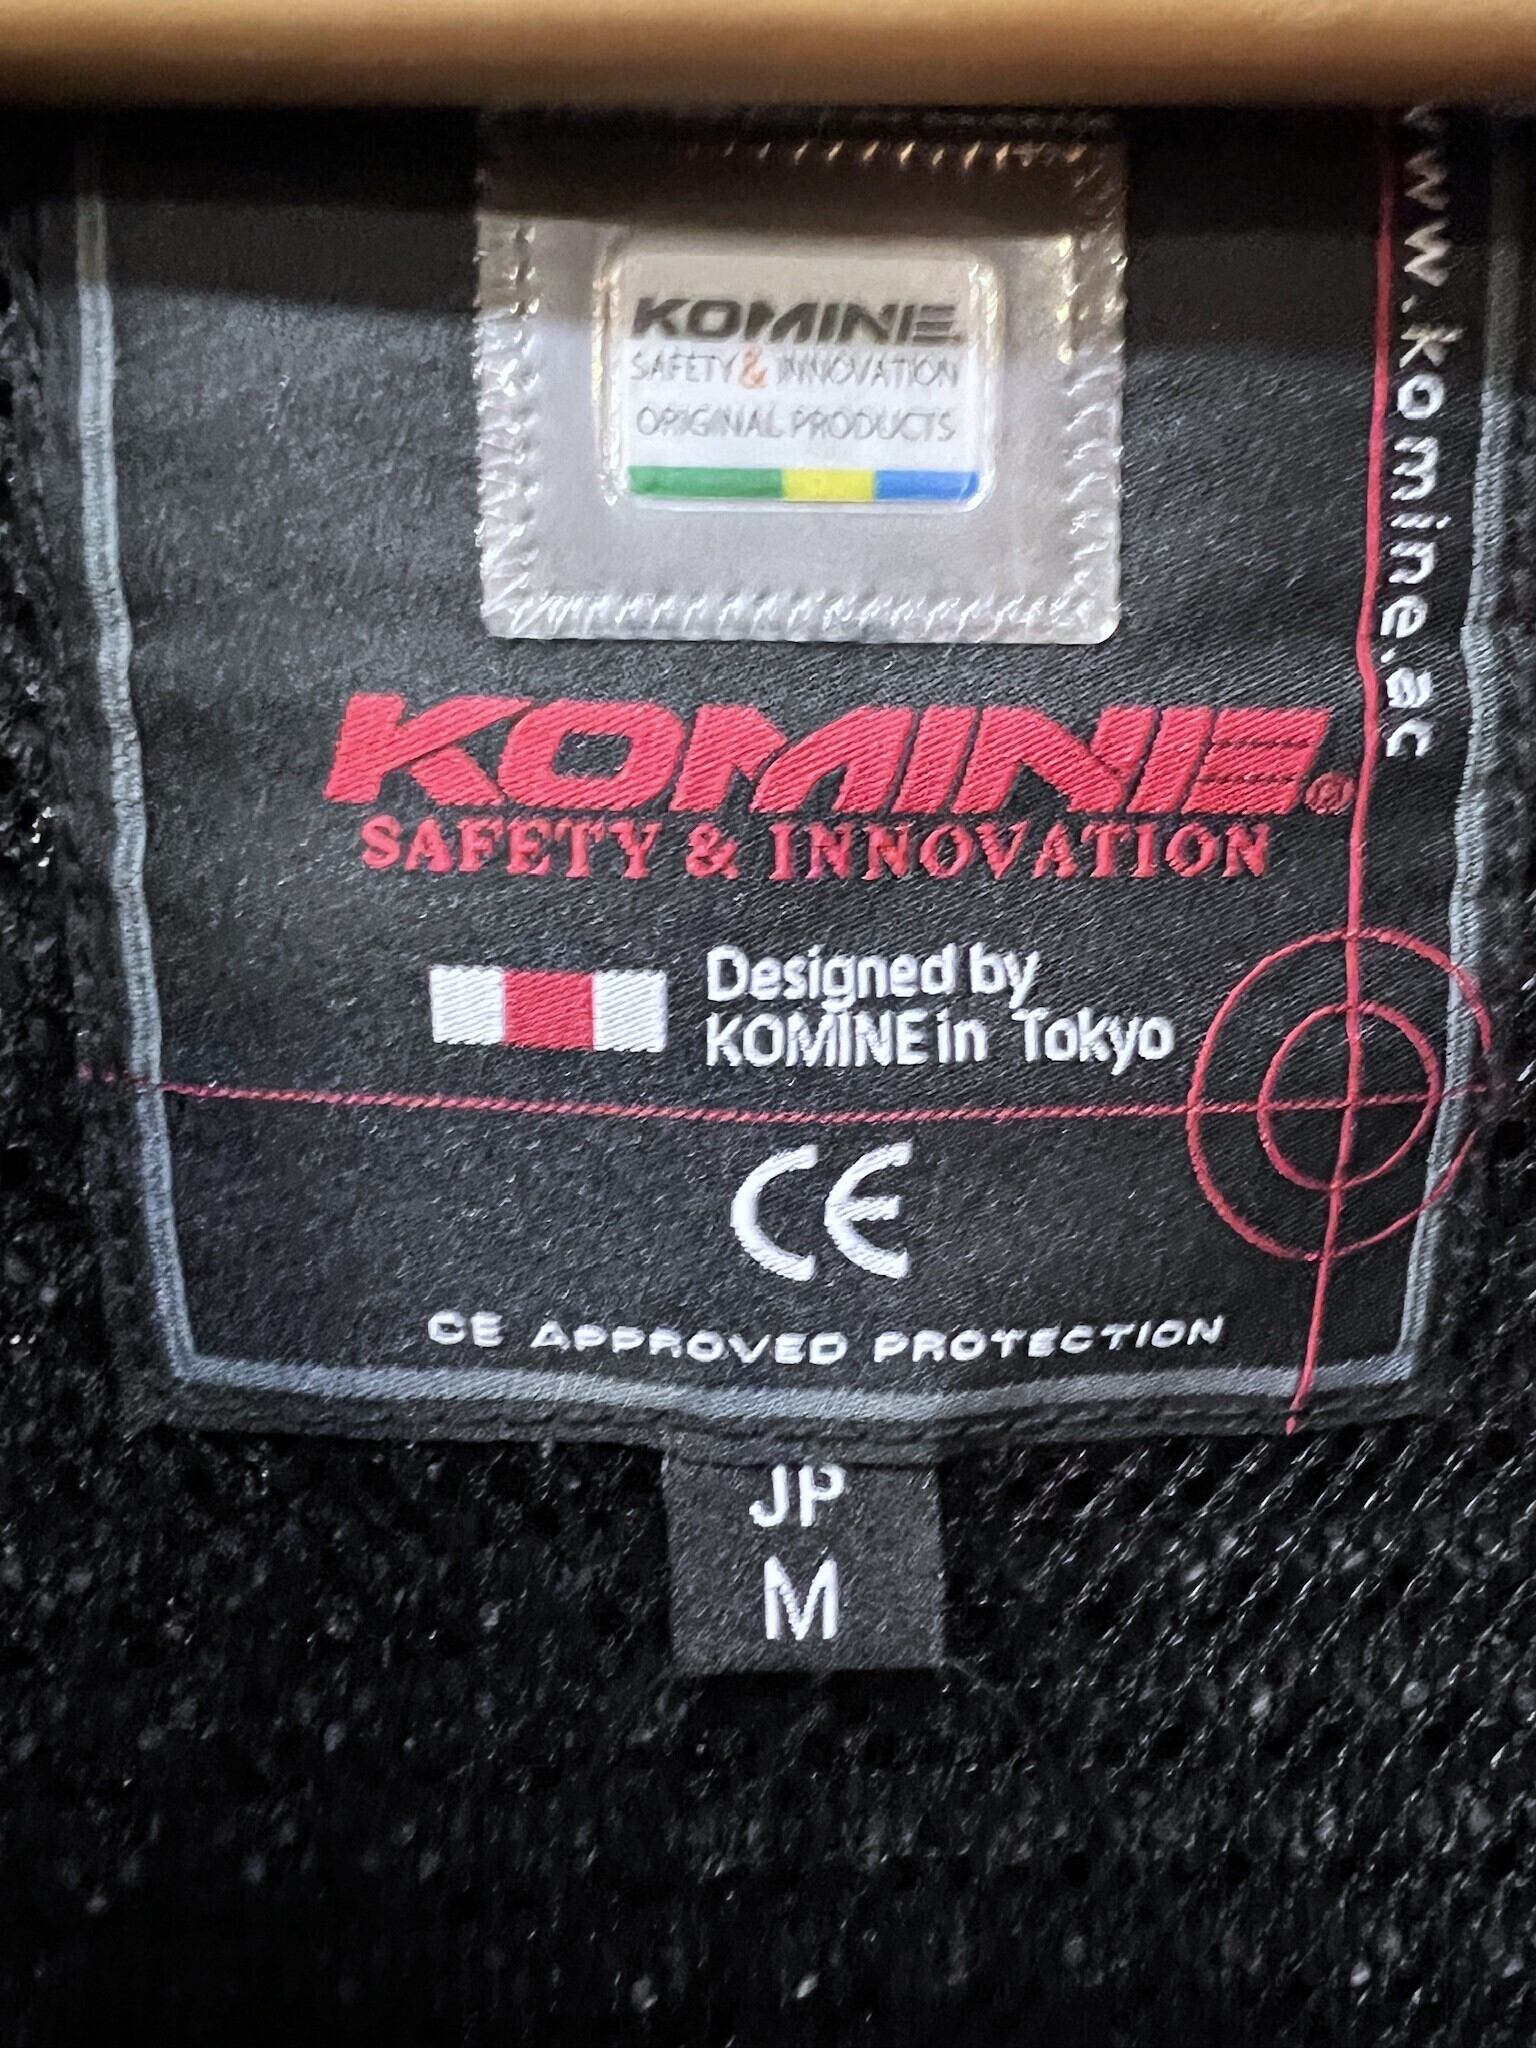 KOMINE
SAFETY & INNOVATION
ORIGINAL PRODUCTS
www.komine.ac
KOMINE®
SAFETY & INNOVATION
Designed by
KOMINE in Tokyo
CE
CE APPROVED PROTECTION
JP
M